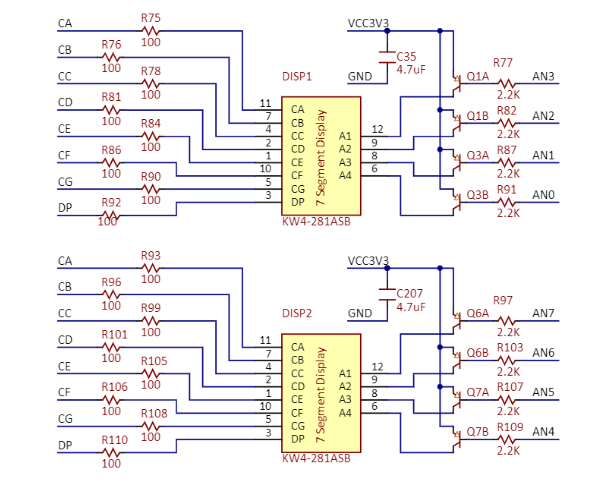 CA R75 100 VCC3V3
CB R76 100
CC R78 100
CD R81 100
CE R84 100
CF R86 100
CG R90 100
DP R92 100
C35 4.7uF
GND
DISP1
11 CA
7 CB
4 CC
2 CD
1 CE
10 CF
5 CG
3 DP
7 Segment Display
A1 12
A2 9
A3 8
A4 6
KW4-281ASB
Q1A R77 2.2K AN3
Q1B R82 2.2K AN2
Q3A R87 2.2K AN1
Q3B R91 2.2K AN0
CA R93 100 VCC3V3
CB R96 100
CC R99 100
CD R101 100
CE R105 100
CF R106 100
CG R108 100
DP R110 100
C207 4.7uF
GND
DISP2
11 CA
7 CB
4 CC
2 CD
1 CE
10 CF
5 CG
3 DP
7 Segment Display
A1 12
A2 9
A3 8
A4 6
KW4-281ASB
Q6A R97 2.2K AN7
Q6B R103 2.2K AN6
Q7A R107 2.2K AN5
Q7B R109 2.2K AN4